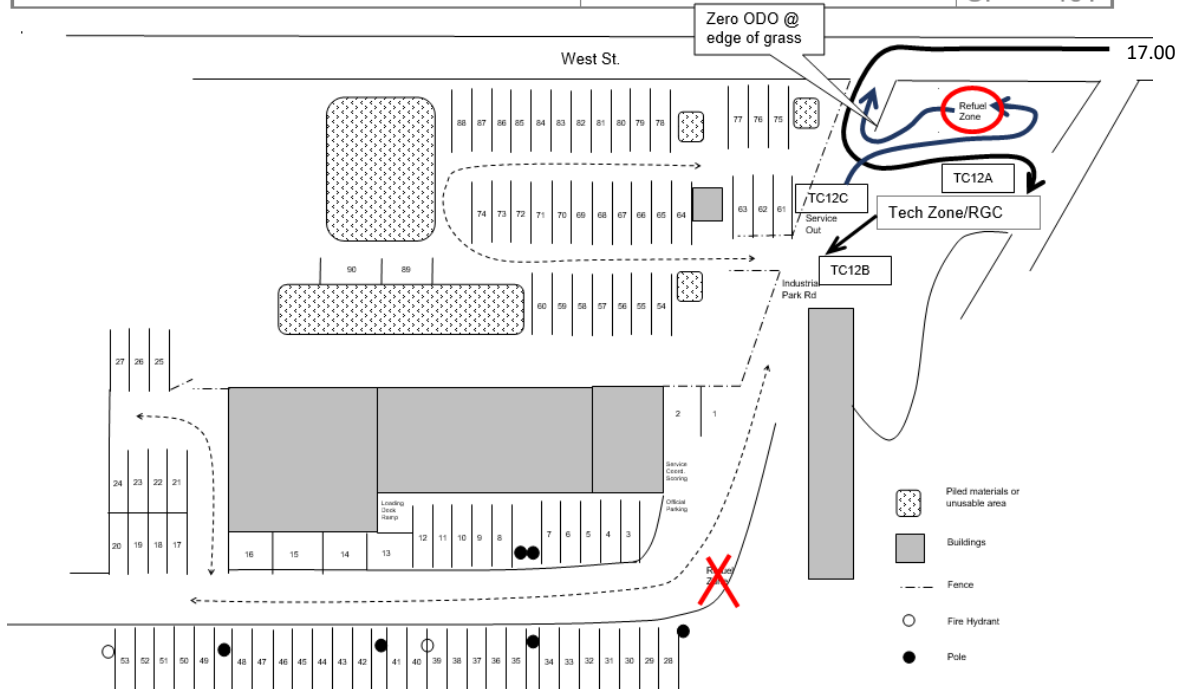 Zero ODO @
edge of grass
West St.
17.00
88 87 86 85 84 83 82 81 80 79 78
77 76 75
Refuel
Zone
TC12A
TC12C
Service
Out
Tech Zone/RGC
74 73 72 71 70 69 68 67 66 65 64
63 62 61
TC12B
Industrial
Park Rd
90 89
60 59 58 57 56 55 54
27 26 25
2 1
Service
Coord.
Scoring
Official
Parking
24 23 22 21
Loading
Dock
Ramp
20 19 18 17
16 15 14 13 12 11 10 9 8 7 6 5 4 3
Refuel
Zone
Piled materials or
unusable area
Buildings
Fence
Fire Hydrant
Pole
53 52 51 50 49 48 47 46 45 44 43 42 41 40 39 38 37 36 35 34 33 32 31 30 29 28